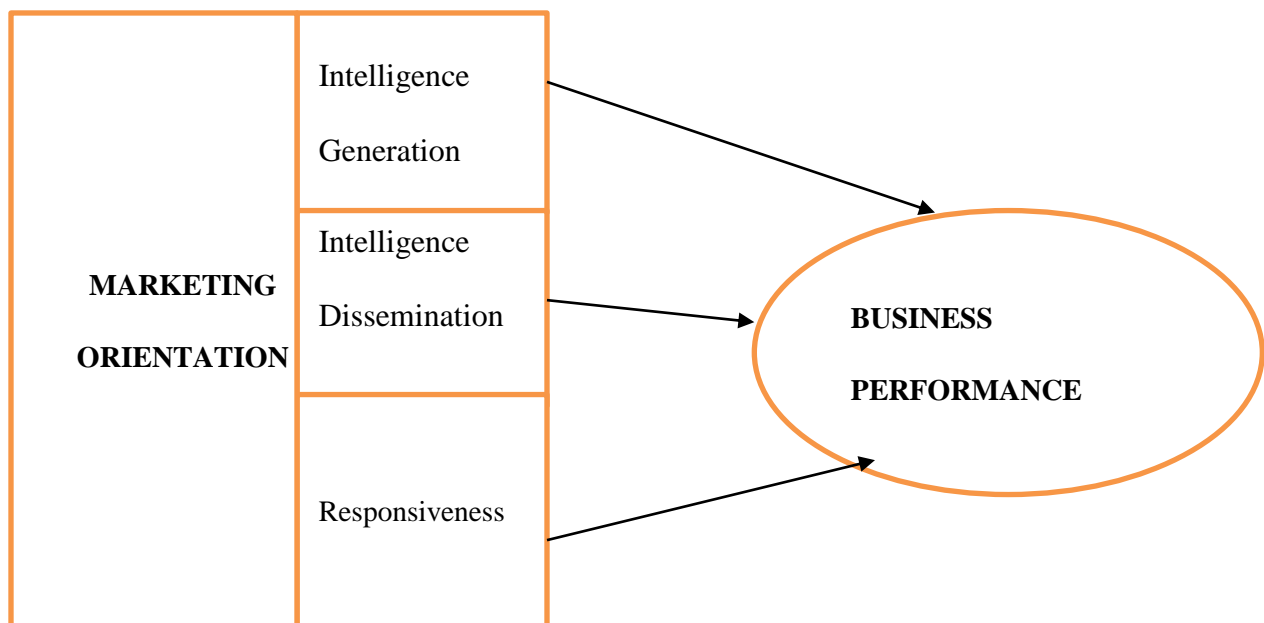 MARKETING
ORIENTATION
Intelligence
Generation
Intelligence
Dissemination
Responsiveness
BUSINESS
PERFORMANCE